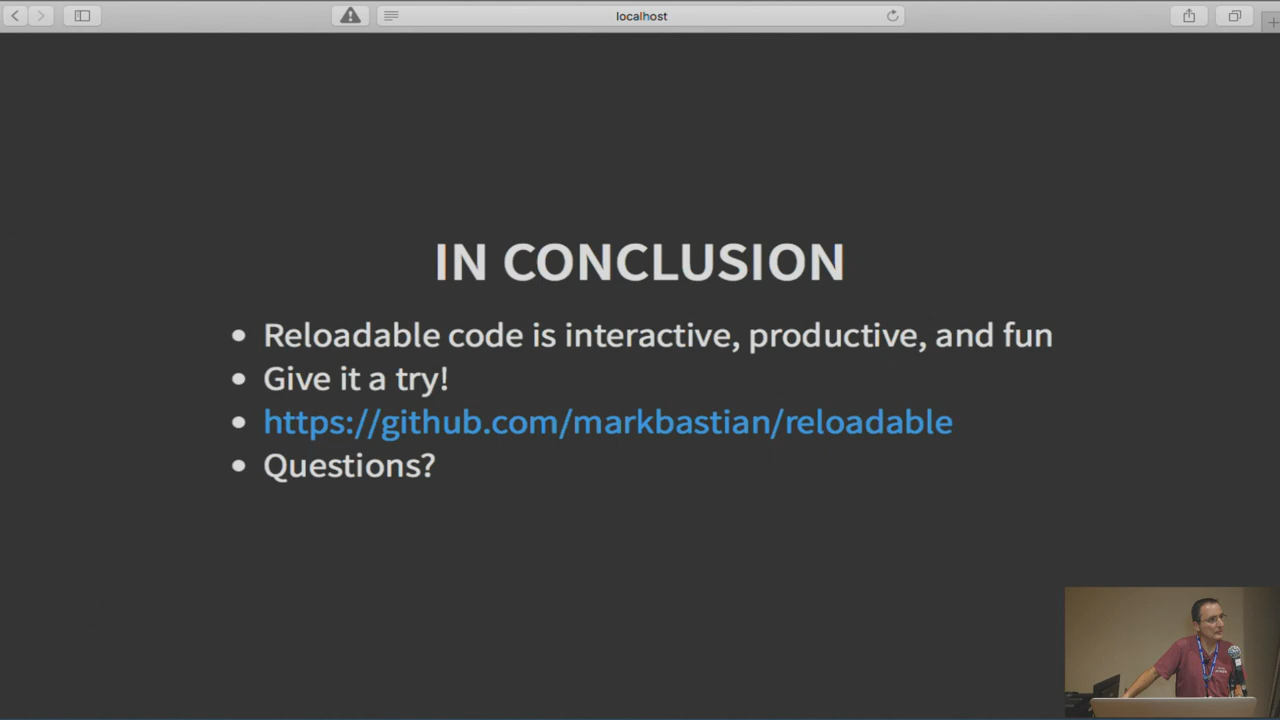 localhost
IN CONCLUSION
• Reloadable code is interactive, productive, and fun
• Give it a try!
• https://github.com/markbastian/reloadable
• Questions?